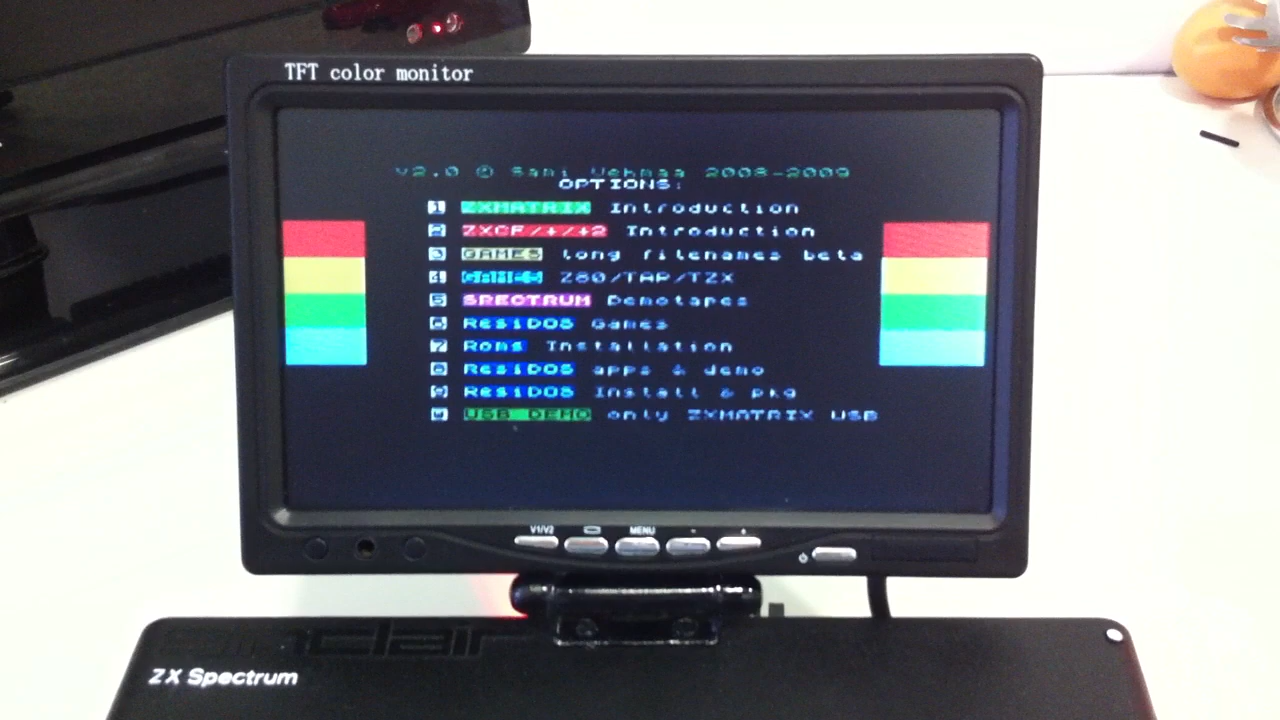 TFT color monitor
v2.0 © Sami Vehmaa 2008-2009
OPTIONS:
1 ZXMATRIX Introduction
2 ZXCF/+/+2 Introduction
3 GAMES long filenames beta
4 GAMES Z80/TAP/TZX
5 SPECTRUM Demotapes
6 ResiDOS Games
7 Roms Installation
8 ResiDOS apps & demo
9 ResiDOS Install & pkg
USB DEMO only ZXMATRIX USB
V1/V2 MENU - +
sinclair
ZX Spectrum